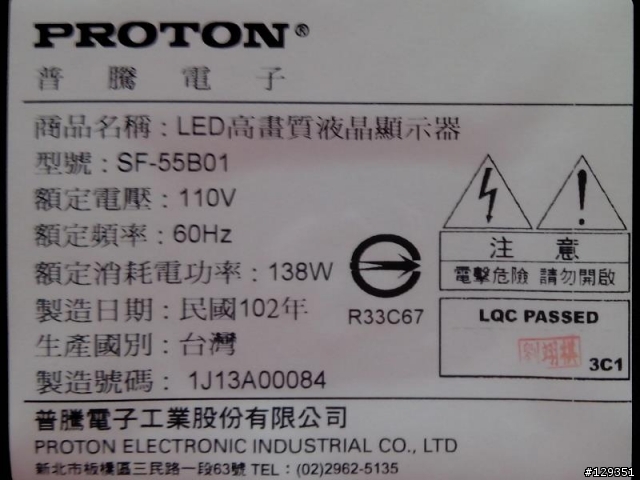 PROTON®
普騰電子
商品名稱：LED高畫質液晶顯示器
型號：SF-55B01
額定電壓：110V
額定頻率：60Hz
額定消耗電功率：138W
製造日期：民國102年
生產國別：台灣
製造號碼： 1J13A00084
R33C67
注 意
電擊危險 請勿開啟
LQC PASSED
3C1
普騰電子工業股份有限公司
PROTON ELECTRONIC INDUSTRIAL CO., LTD
新北市板橋區三民路一段63號 TEL：(02)2962-5135
#129351